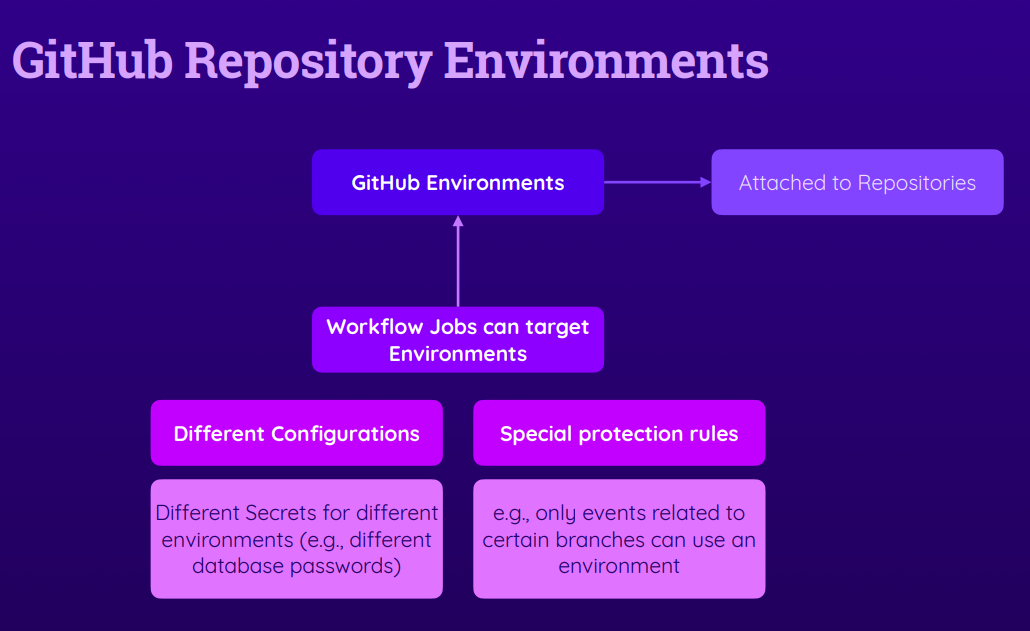 GitHub Repository Environments
GitHub Environments
Attached to Repositories
Workflow Jobs can target
Environments
Different Configurations
Special protection rules
Different Secrets for different
environments (e.g., different
database passwords)
e.g., only events related to
certain branches can use an
environment